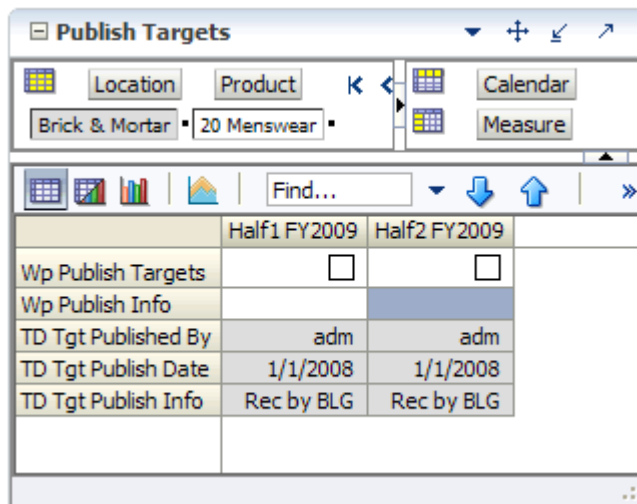 Publish Targets
Location Product Calendar
Brick & Mortar 20 Menswear Measure
Find...
Half1 FY2009 Half2 FY2009
Wp Publish Targets
Wp Publish Info
TD Tgt Published By adm adm
TD Tgt Publish Date 1/1/2008 1/1/2008
TD Tgt Publish Info Rec by BLG Rec by BLG